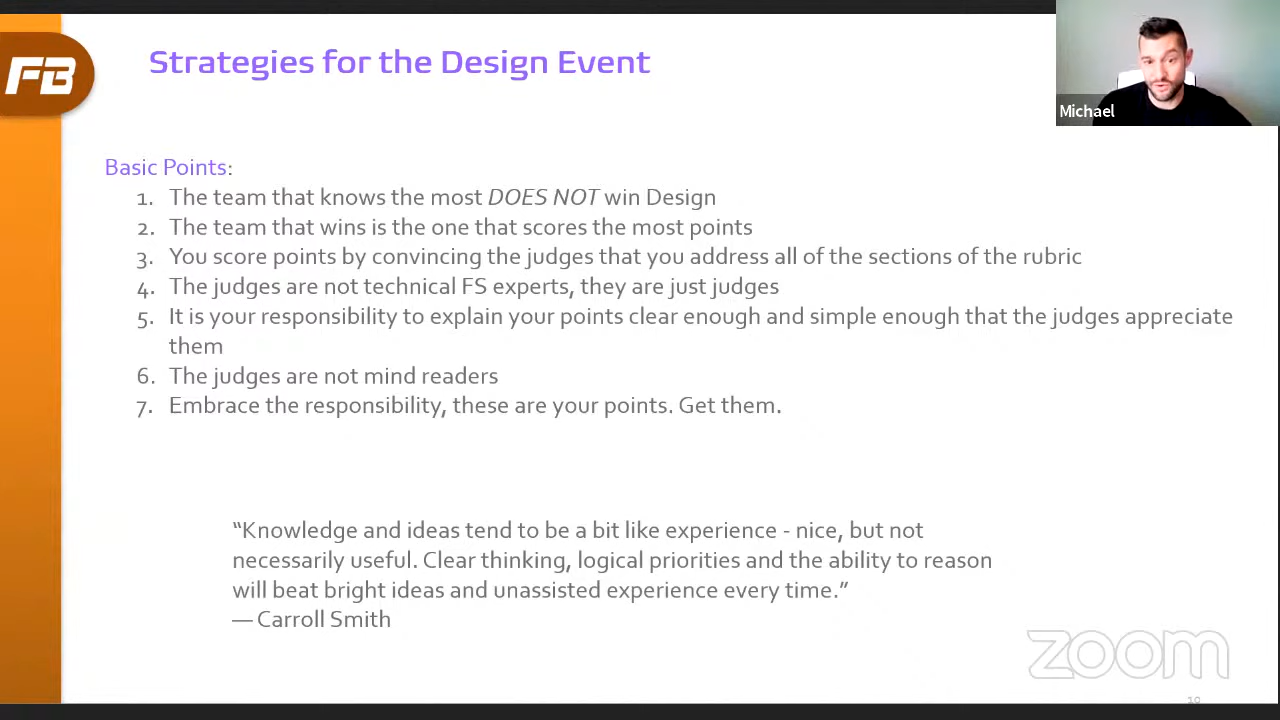 FB
Strategies for the Design Event
Michael
Basic Points:
1. The team that knows the most DOES NOT win Design
2. The team that wins is the one that scores the most points
3. You score points by convincing the judges that you address all of the sections of the rubric
4. The judges are not technical FS experts, they are just judges
5. It is your responsibility to explain your points clear enough and simple enough that the judges appreciate
them
6. The judges are not mind readers
7. Embrace the responsibility, these are your points. Get them.
“Knowledge and ideas tend to be a bit like experience - nice, but not
necessarily useful. Clear thinking, logical priorities and the ability to reason
will beat bright ideas and unassisted experience every time.”
— Carroll Smith
zoom
10